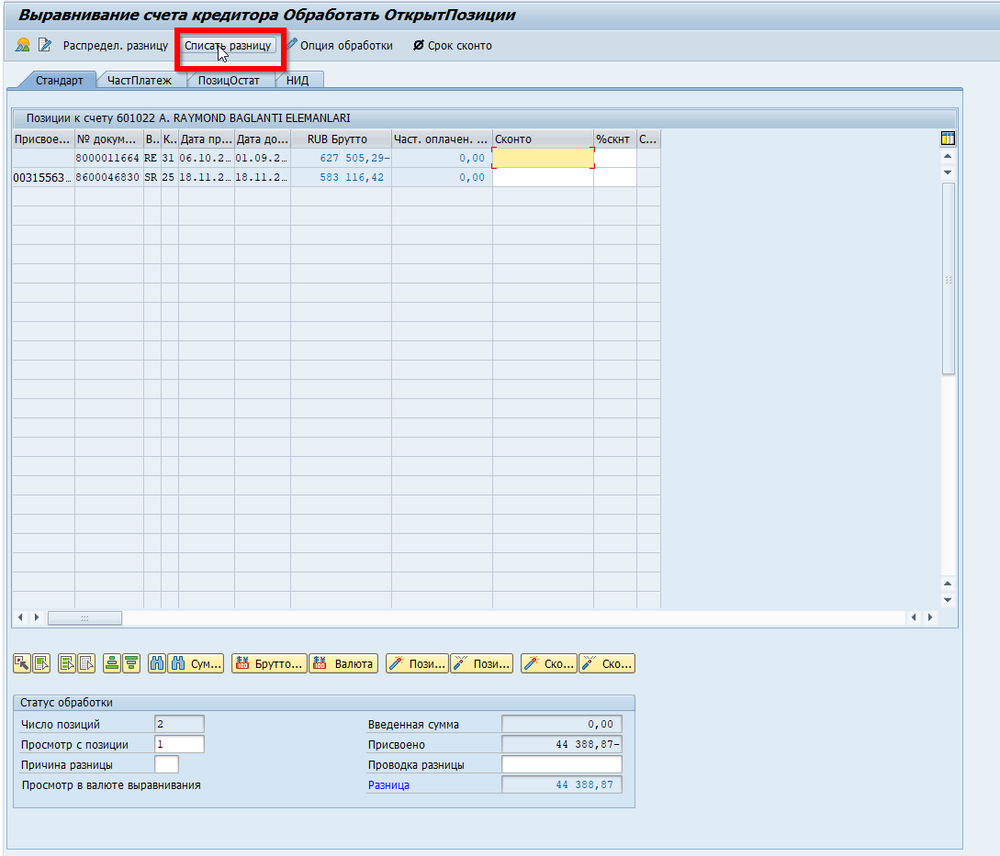 Выравнивание счета кредитора Обработать ОткрытПозиции
Распредел. разницу Списать разницу Опция обработки Срок сконто
Стандарт ЧастПлатеж ПозицОстат НИД
Позиции к счету 601022 A. RAYMOND BAGLANTI ELEMANLARI
Присвое... № докум... В.. К.. Дата пр... Дата до... RUB Брутто Част. оплачен. ... Сконто %скнт С...
8000011664 RE 31 06.10.2... 01.09.2... 627 505,29- 0,00
00315563... 8600046830 SR 25 18.11.2... 18.11.2... 583 116,42 0,00
Сум... Брутто... Валюта Пози... Пози... Ско... Ско...
Статус обработки
Число позиций 2 Введенная сумма 0,00
Просмотр с позиции 1 Присвоено 44 388,87-
Причина разницы Проводка разницы
Просмотр в валюте выравнивания Разница 44 388,87